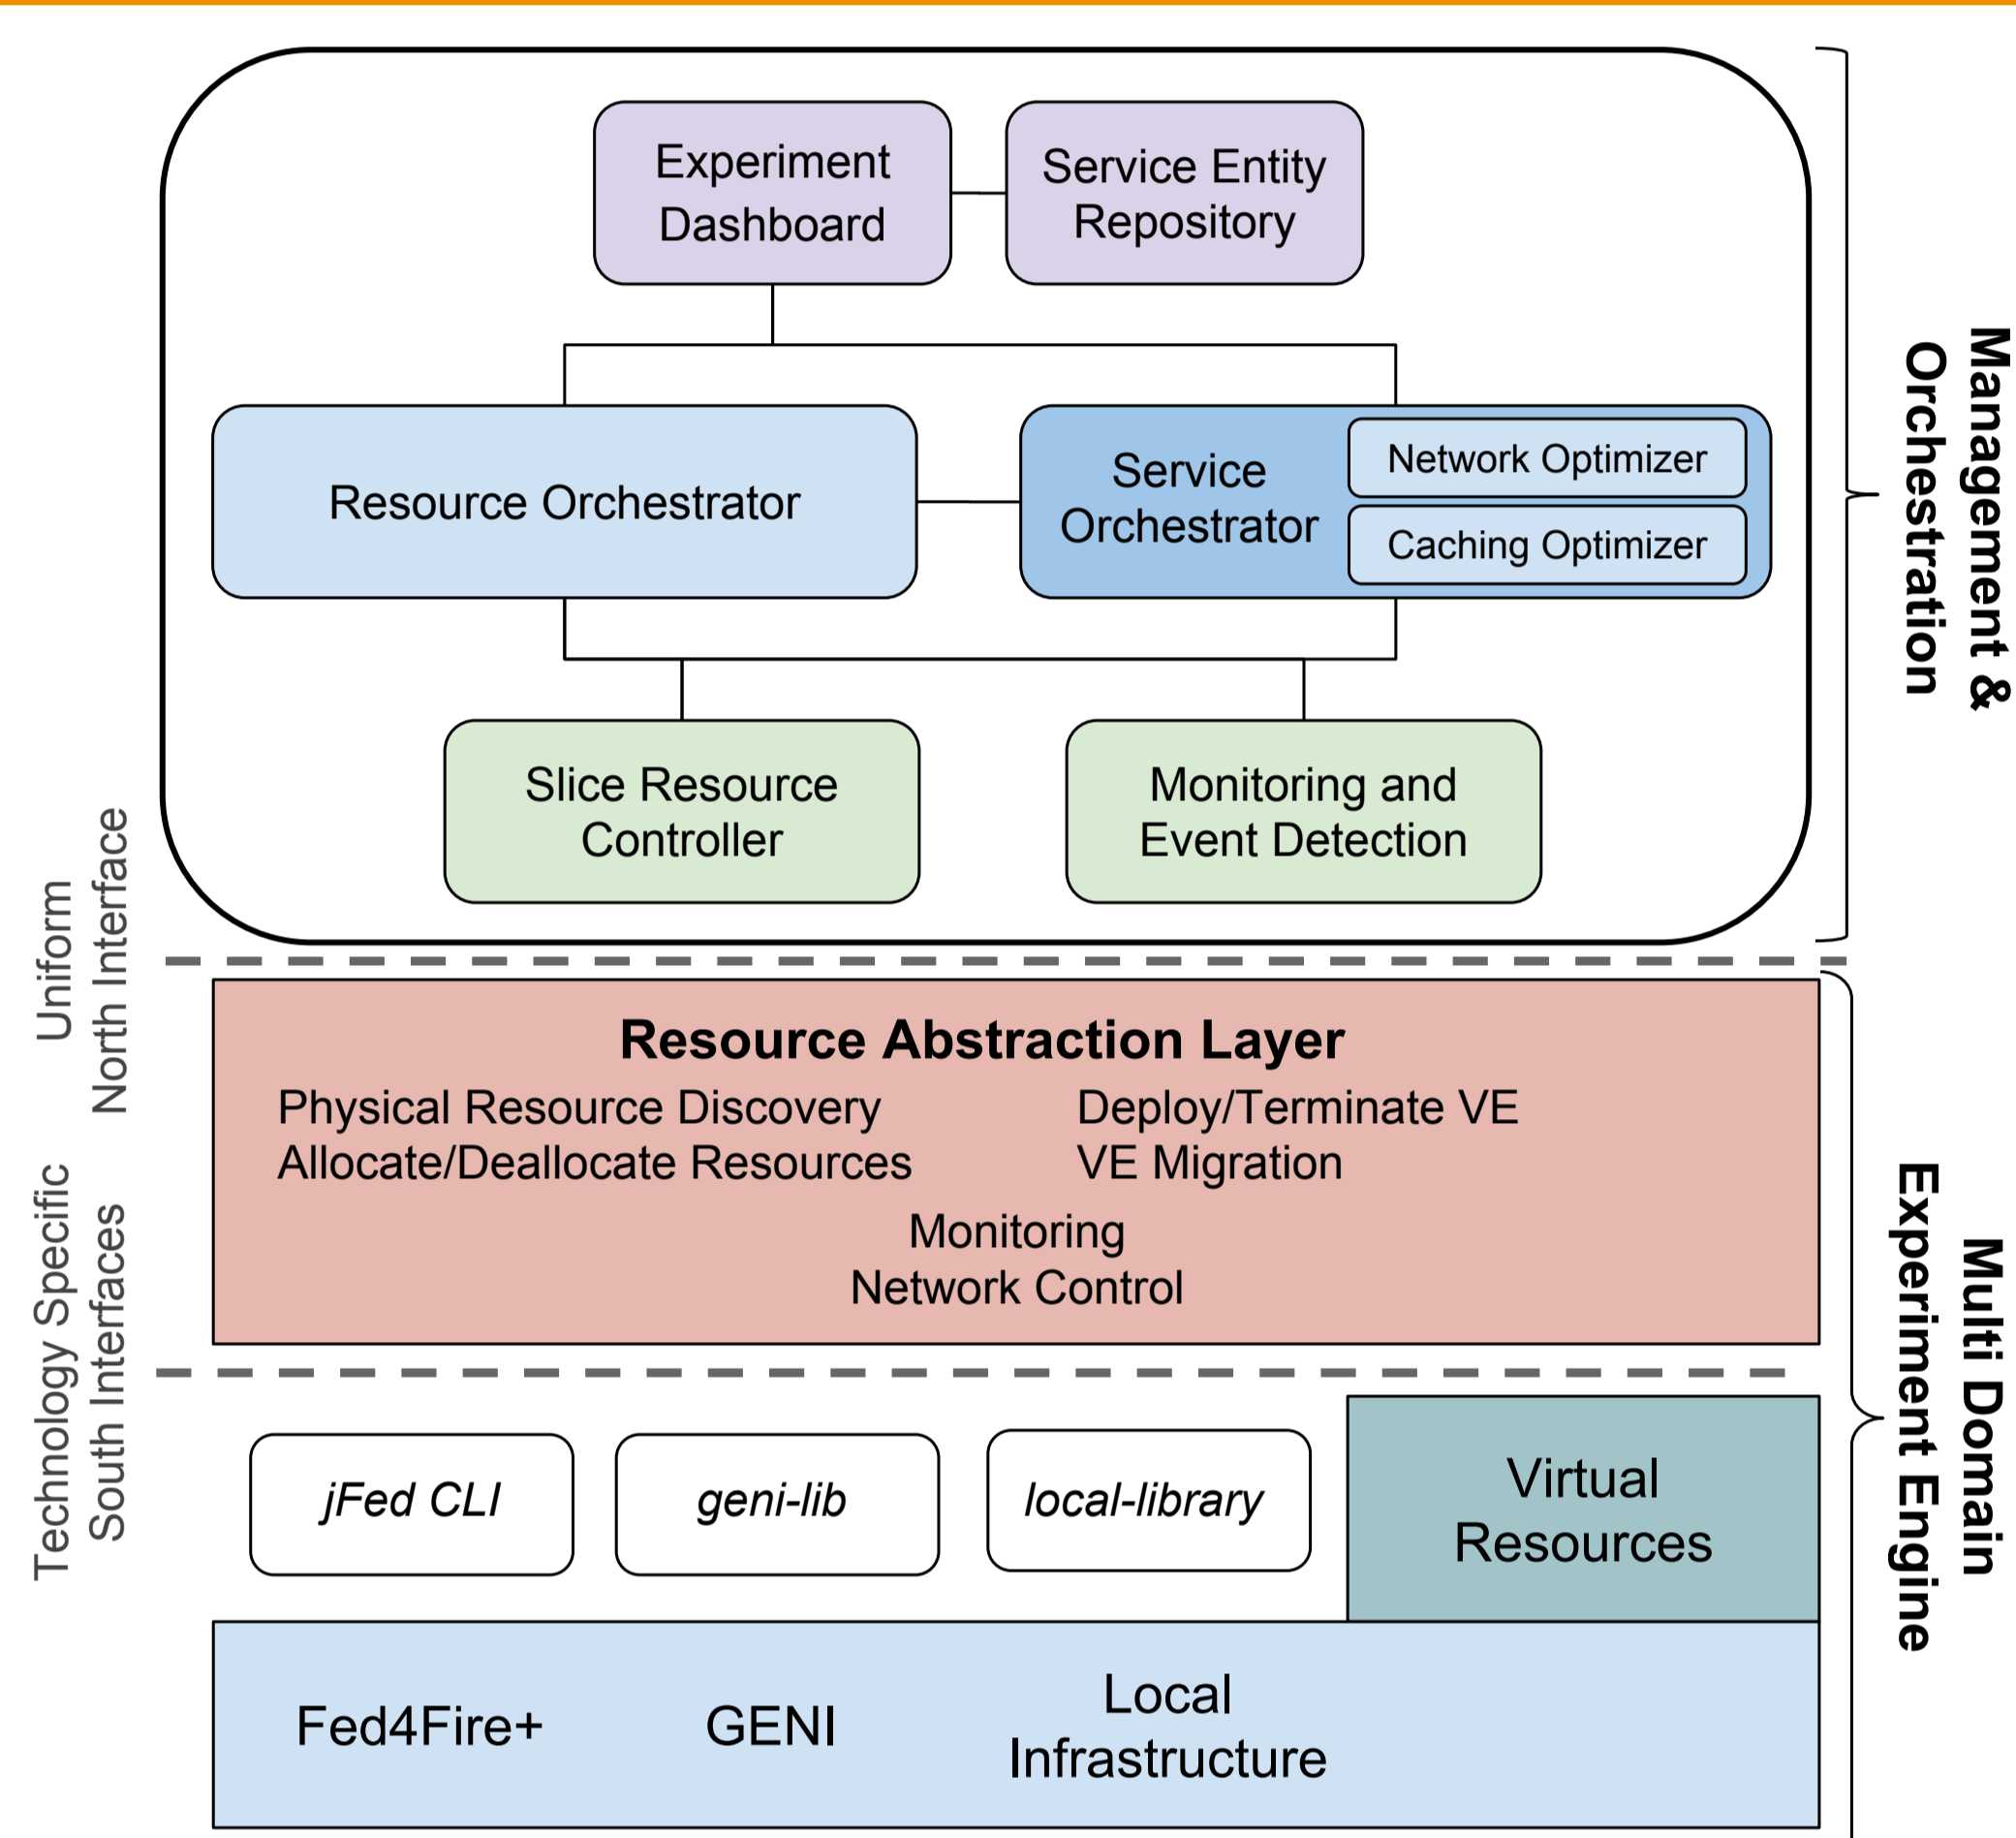 Experiment
Dashboard
Service Entity
Repository
Resource Orchestrator
Service
Orchestrator
Network Optimizer
Caching Optimizer
Slice Resource
Controller
Monitoring and
Event Detection
Management &
Orchestration
Uniform
North Interface
Resource Abstraction Layer
Physical Resource Discovery
Allocate/Deallocate Resources
Deploy/Terminate VE
VE Migration
Monitoring
Network Control
Technology Specific
South Interfaces
jFed CLI
geni-lib
local-library
Virtual
Resources
Multi Domain
Experiment Engine
Fed4Fire+
GENI
Local
Infrastructure